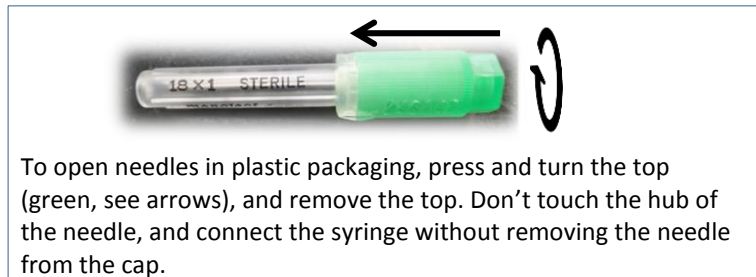 18 X 1 STERILE
To open needles in plastic packaging, press and turn the top
(green, see arrows), and remove the top. Don’t touch the hub of
the needle, and connect the syringe without removing the needle
from the cap.